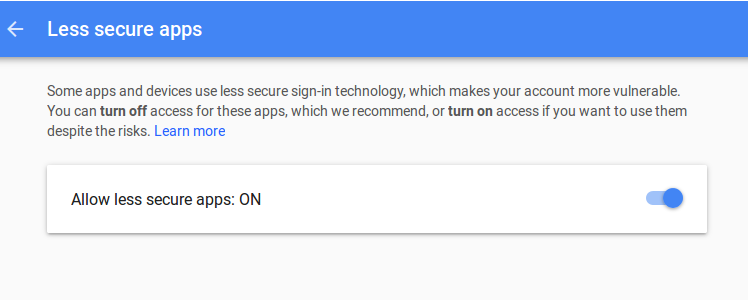 Less secure apps
Some apps and devices use less secure sign-in technology, which makes your account more vulnerable.
You can turn off access for these apps, which we recommend, or turn on access if you want to use them
despite the risks. Learn more
Allow less secure apps: ON